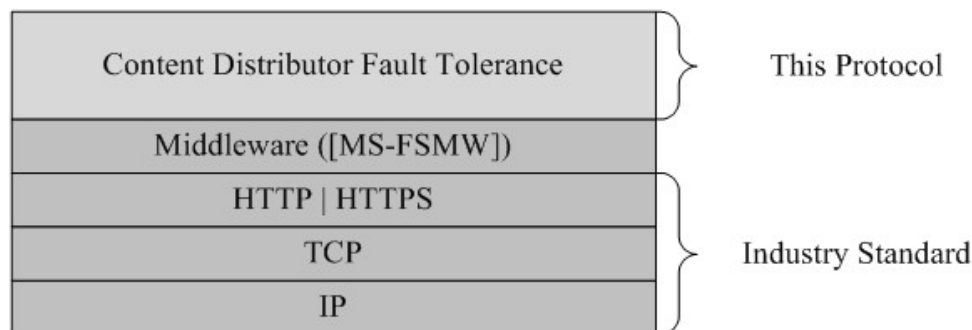 Content Distributor Fault Tolerance
This Protocol
Middleware ([MS-FSMW])
HTTP | HTTPS
TCP
Industry Standard
IP